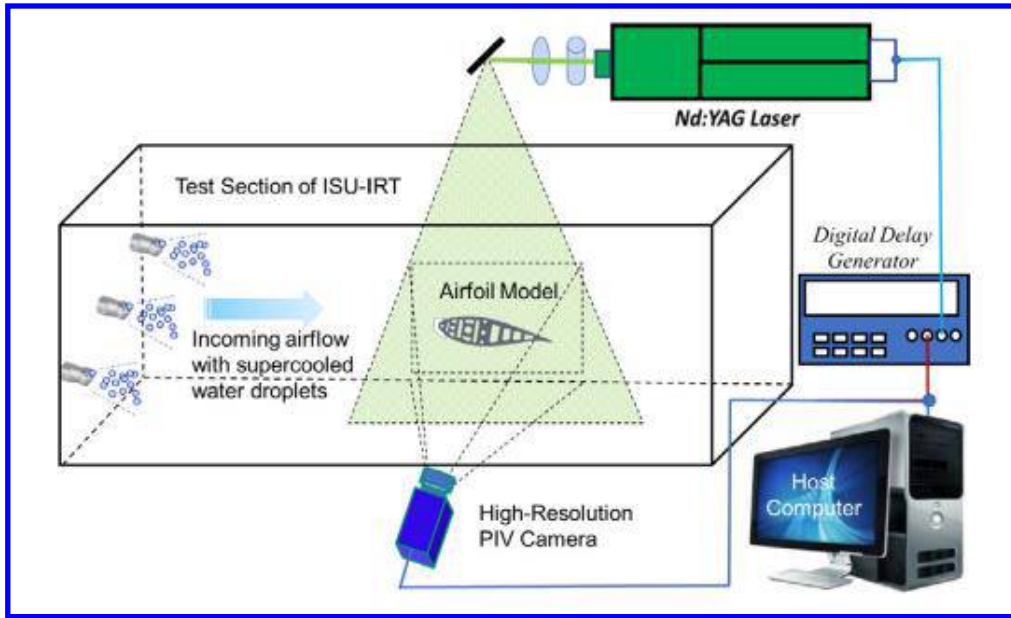 Nd:YAG Laser
Test Section of ISU-IRT
Digital Delay
Generator
Airfoil Model
Incoming airflow
with supercooled
water droplets
High-Resolution
PIV Camera
Host
Computer